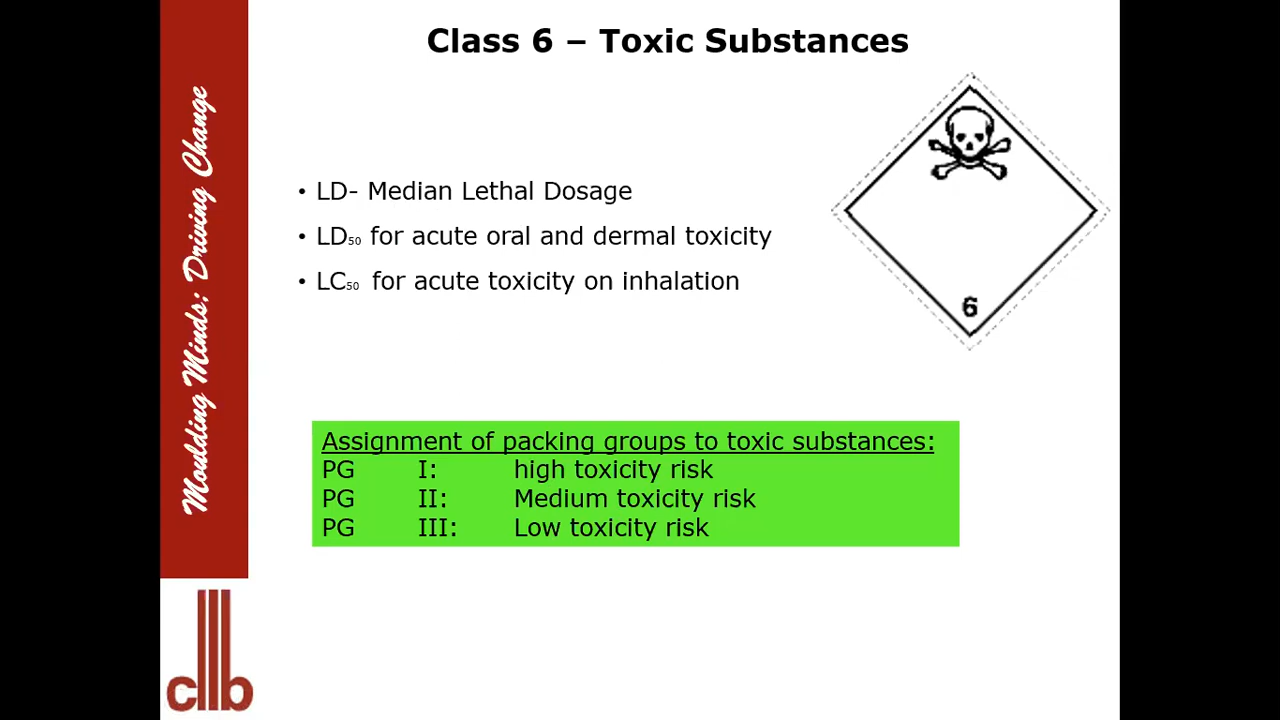 Class 6 – Toxic Substances
Moulding Minds; Driving Change
• LD- Median Lethal Dosage
• LD₅₀ for acute oral and dermal toxicity
• LC₅₀ for acute toxicity on inhalation
6
Assignment of packing groups to toxic substances:
PG I: high toxicity risk
PG II: Medium toxicity risk
PG III: Low toxicity risk
cllb